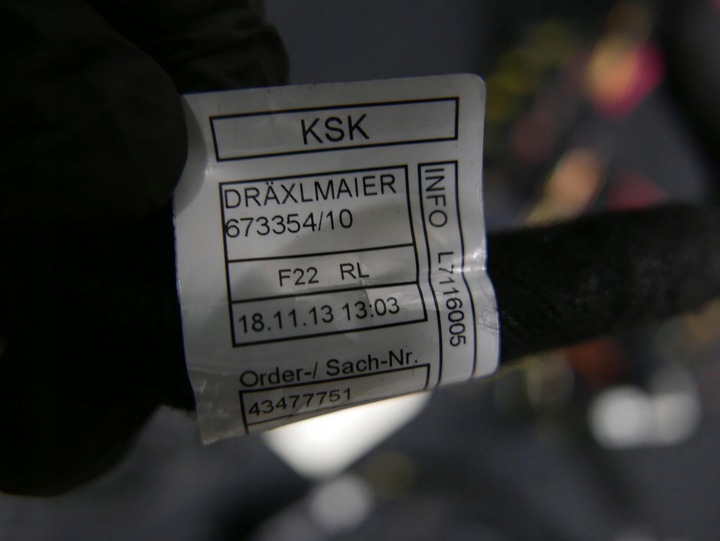 KSK
DRÄXLMAIER
673354/10
F22 RL
18.11.13 13:03
INFO L7116005
Order-/ Sach-Nr.
43477751